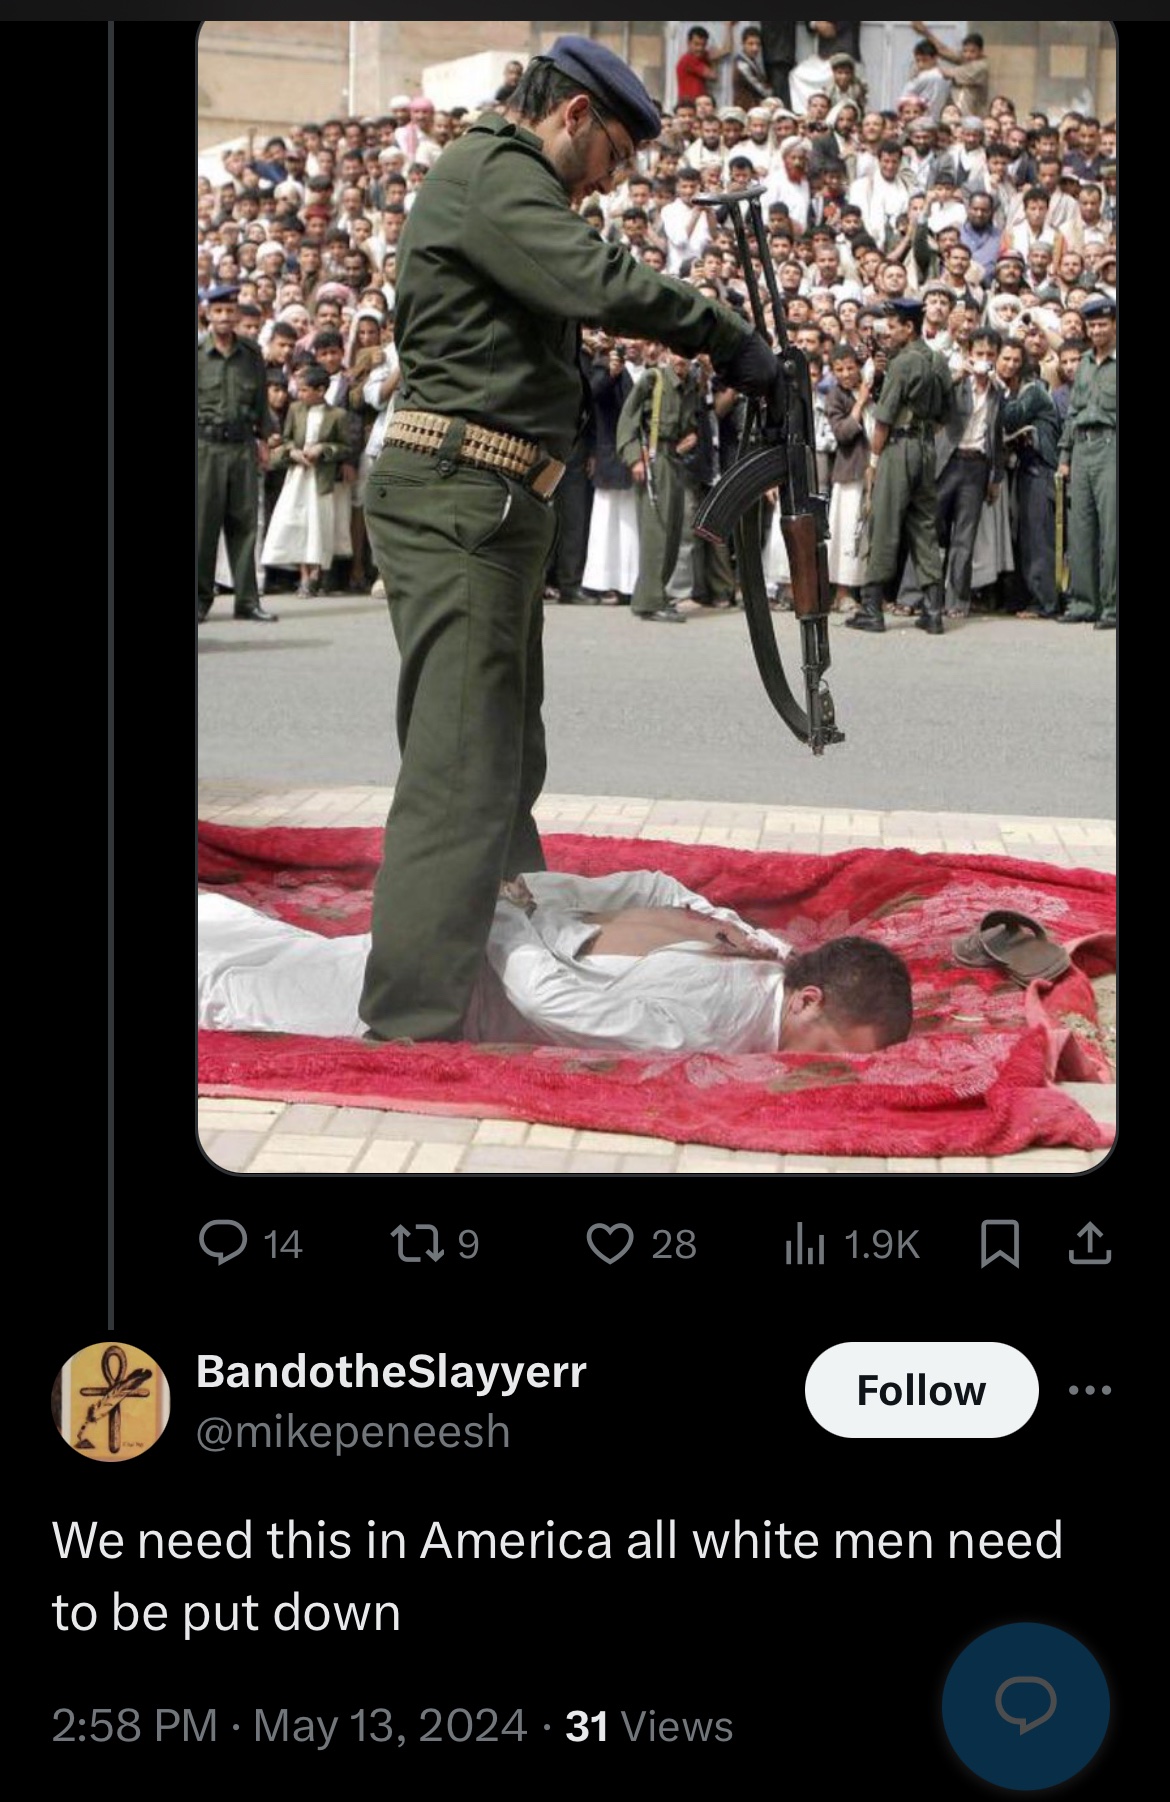 14 9 28 1.9K
BandotheSlayyerr
@mikepeneesh
Follow
We need this in America all white men need
to be put down
2:58 PM · May 13, 2024 · 31 Views